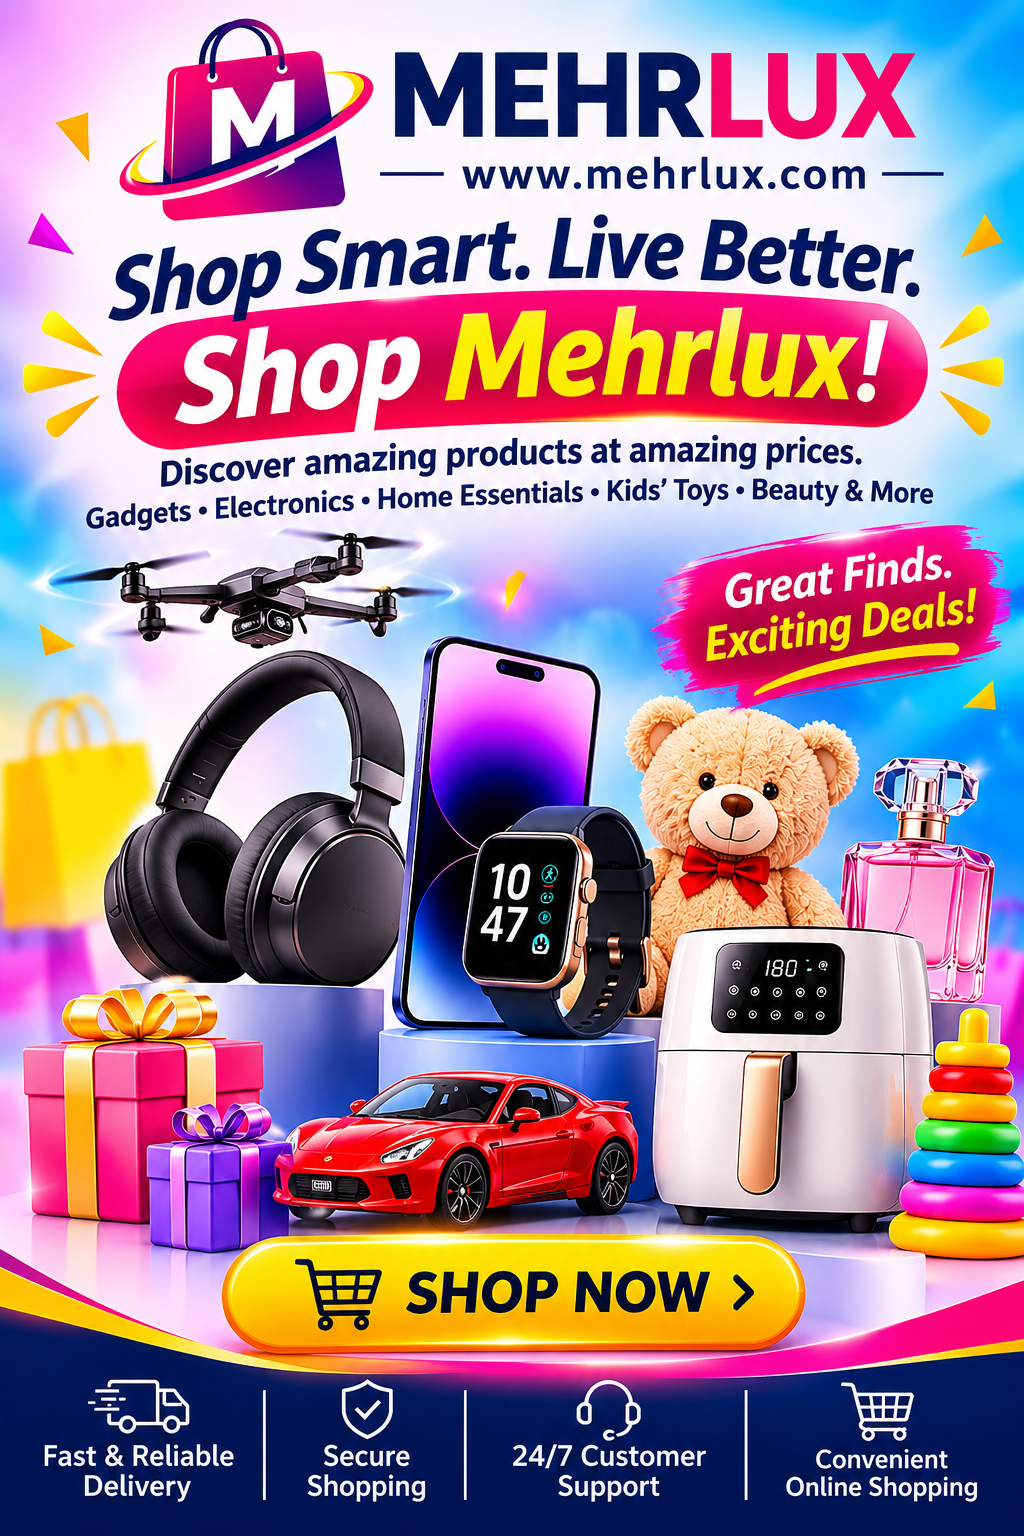 M
MEHRLUX
www.mehrlux.com
Shop Smart. Live Better.
Shop Mehrlux!
Discover amazing products at amazing prices.
Gadgets • Electronics • Home Essentials • Kids' Toys • Beauty & More
Great Finds.
Exciting Deals!
10
47
180
SHOP NOW >
Fast & Reliable
Delivery
Secure
Shopping
24/7 Customer
Support
Convenient
Online Shopping